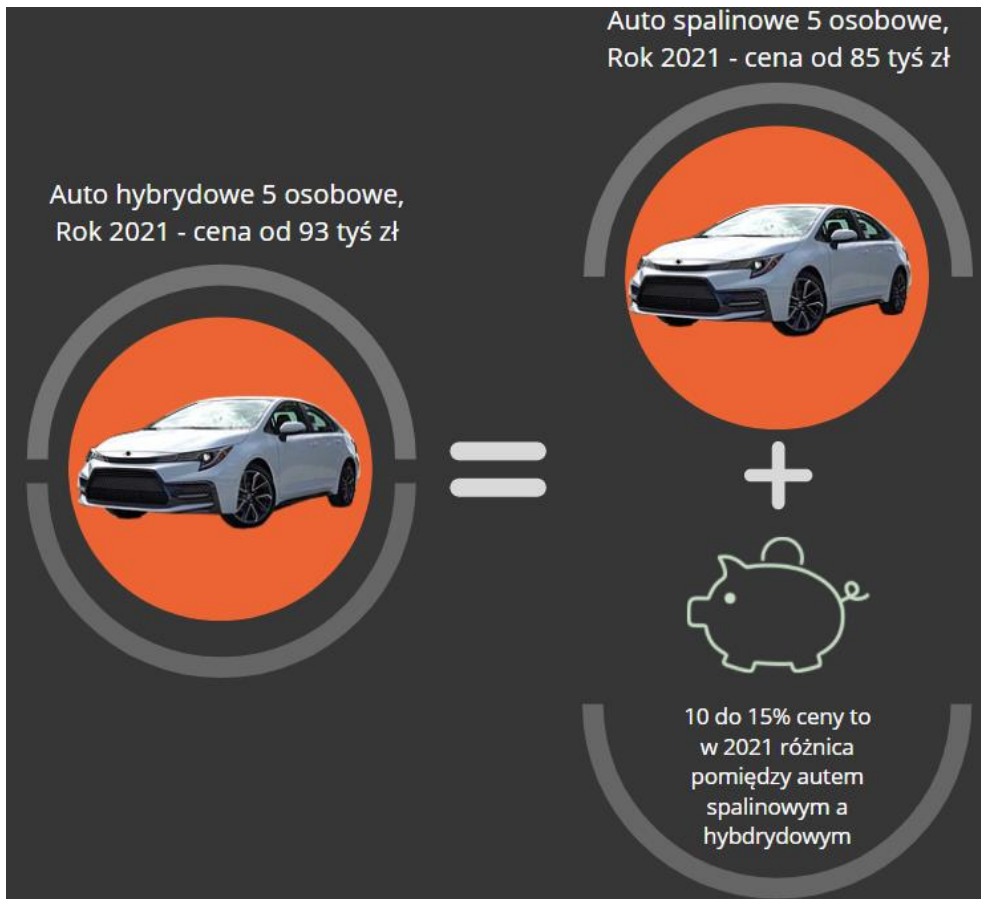 Auto spalinowe 5 osobowe,
Rok 2021 - cena od 85 tyś zł
Auto hybrydowe 5 osobowe,
Rok 2021 - cena od 93 tyś zł
10 do 15% ceny to
w 2021 różnica
pomiędzy autem
spalinowym a
hybdrydowym